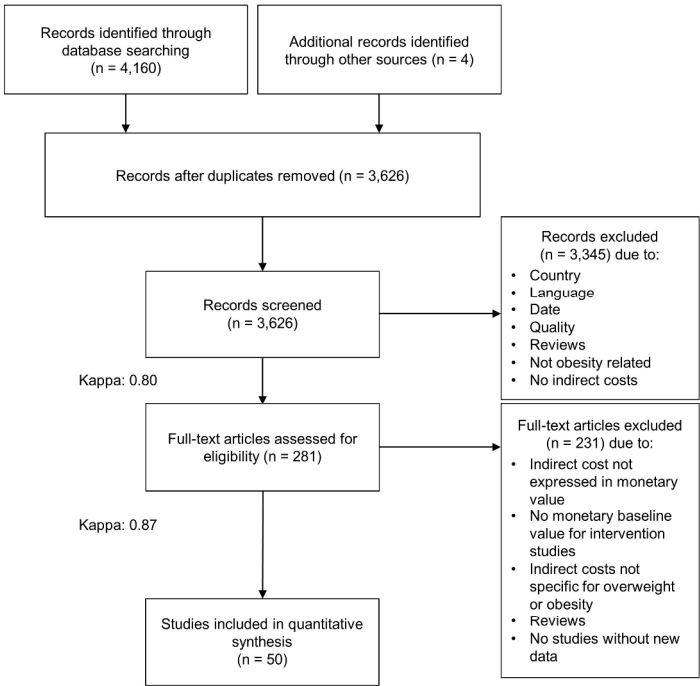 Records identified through
database searching
(n = 4,160)
Additional records identified
through other sources (n = 4)
Records after duplicates removed (n = 3,626)
Records screened
(n = 3,626)
Records excluded
(n = 3,345) due to:
• Country
• Language
• Date
• Quality
• Reviews
• Not obesity related
• No indirect costs
Kappa: 0.80
Full-text articles assessed for
eligibility (n = 281)
Full-text articles excluded
(n = 231) due to:
• Indirect cost not
expressed in monetary
value
• No monetary baseline
value for intervention
studies
• Indirect costs not
specific for overweight
or obesity
• Reviews
• No studies without new
data
Kappa: 0.87
Studies included in quantitative
synthesis
(n = 50)